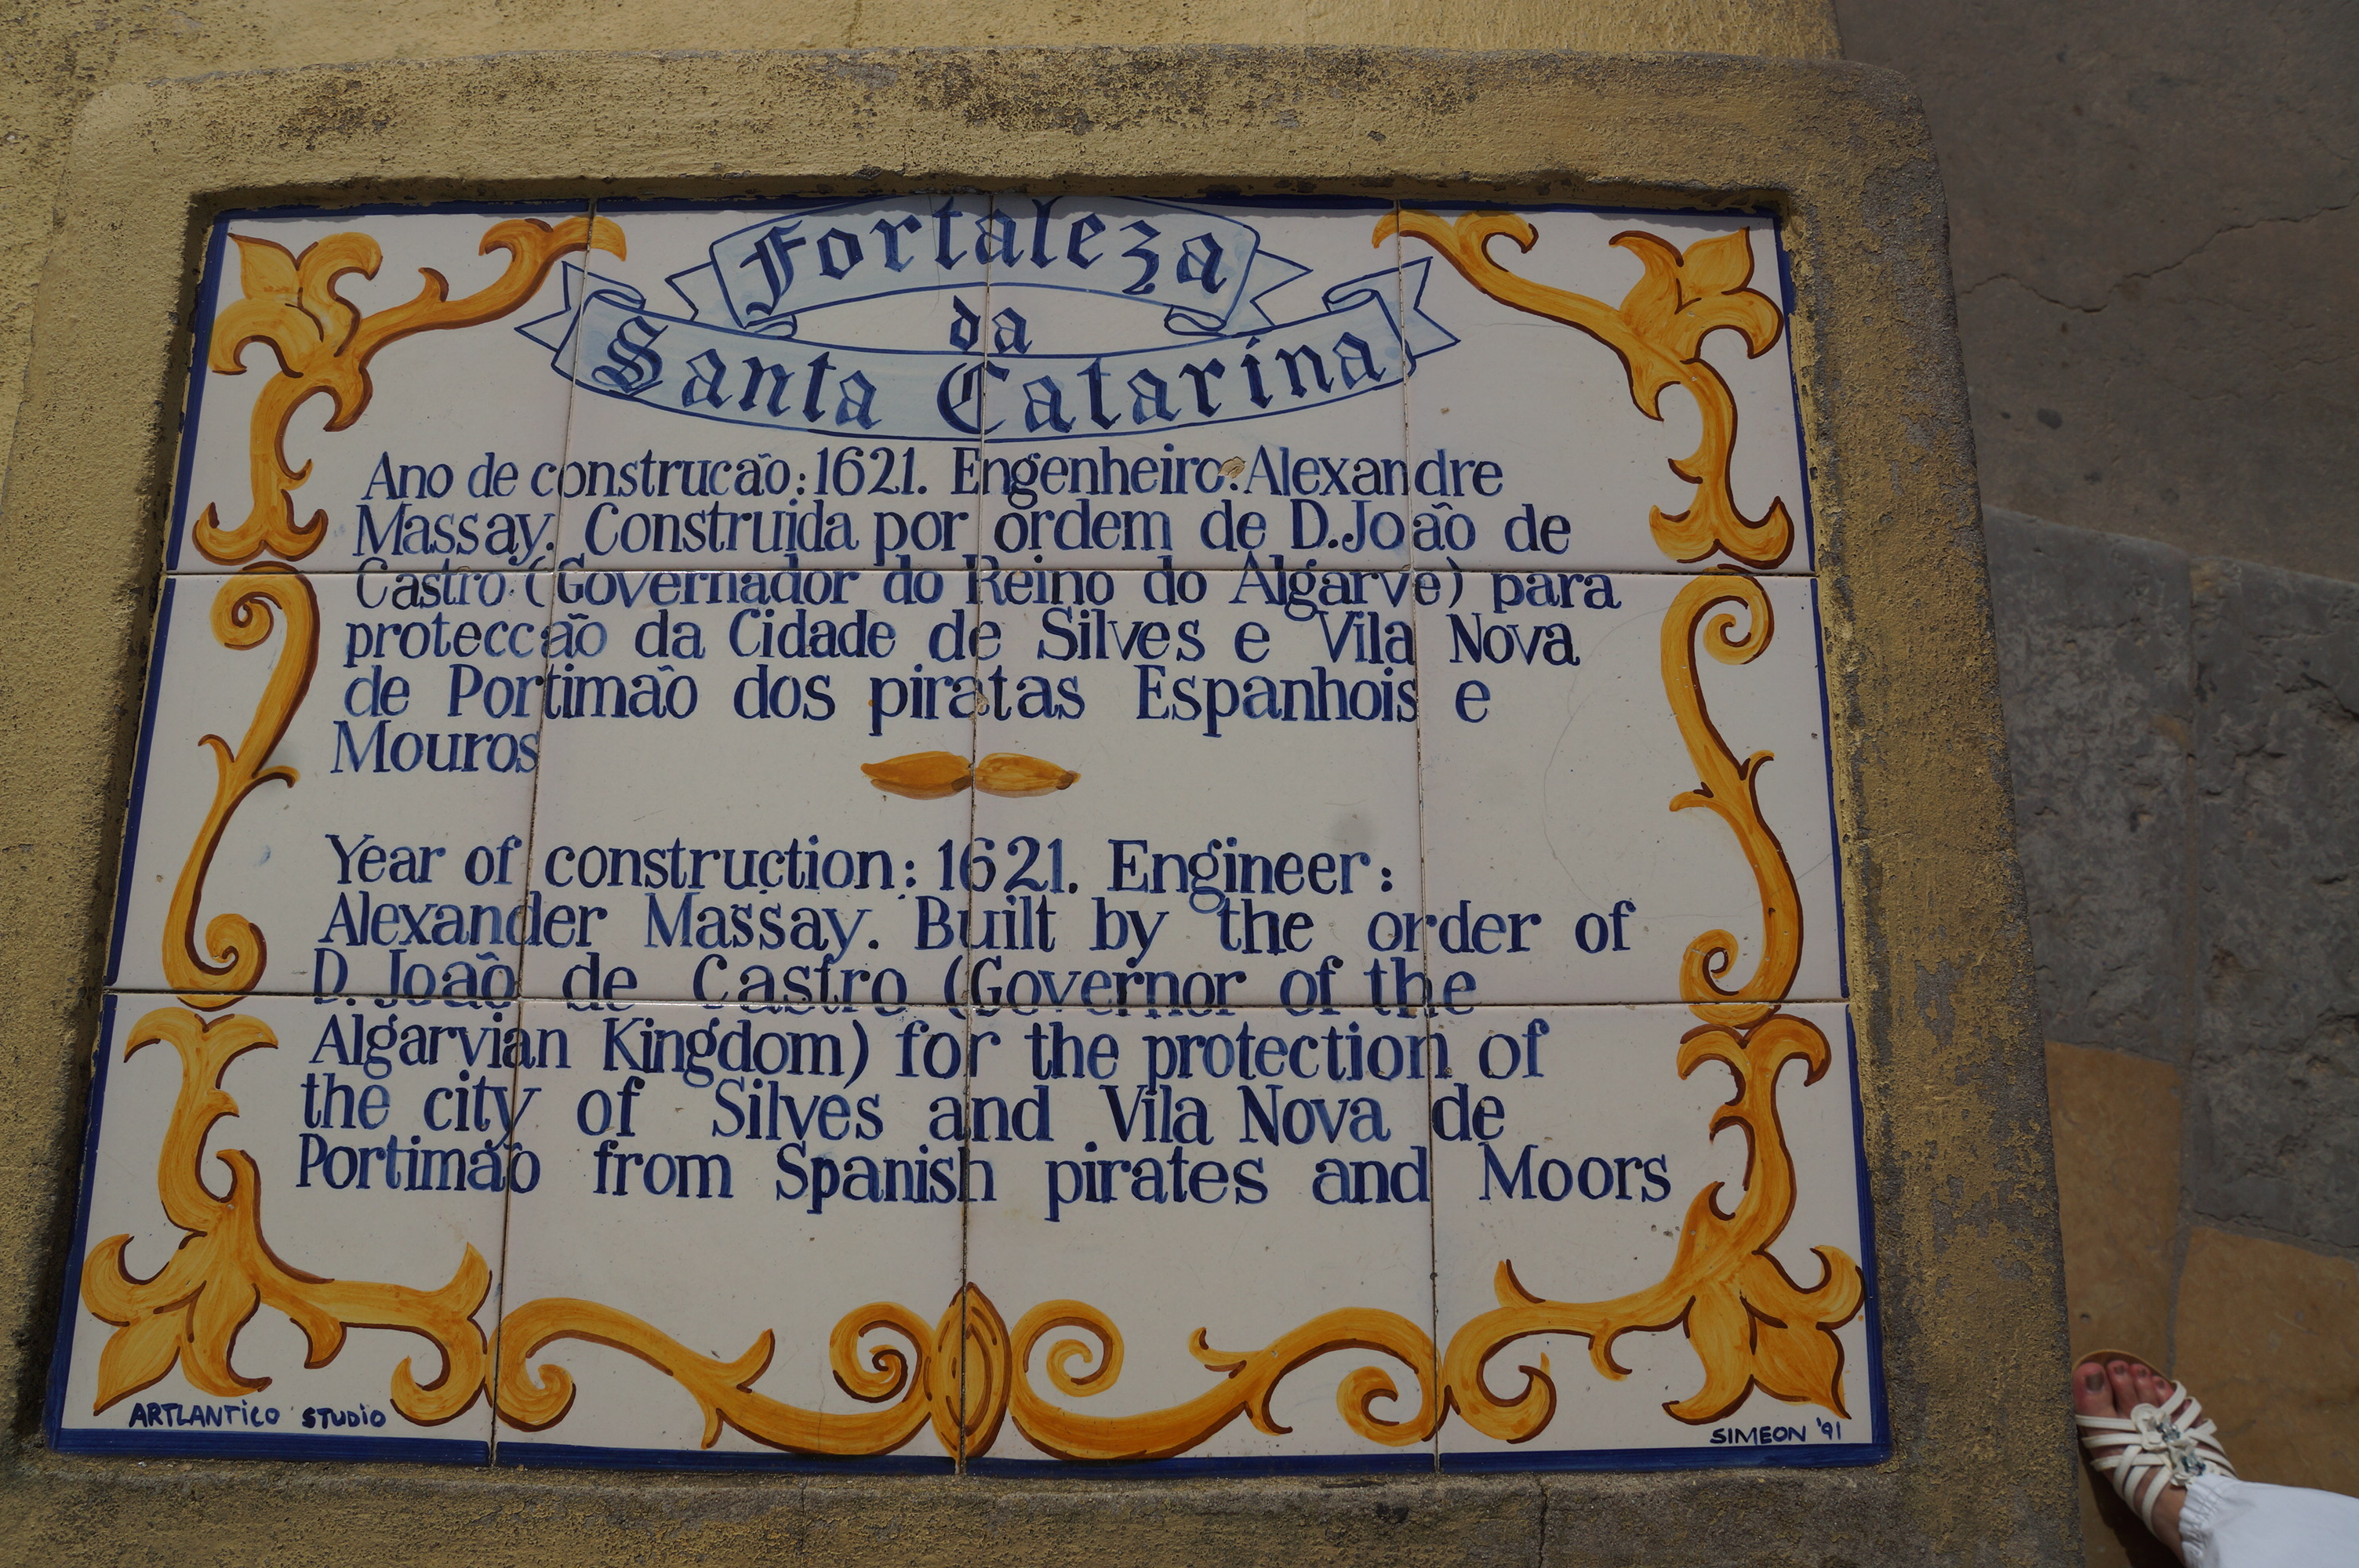 Fortaleza
da
Santa Catarina
Ano de construcão: 1621. Engenheiro: Alexandre
Massay. Construida por ordem de D. João de
Castro (Governador do Reino do Algarve) para
proteccão da Cidade de Silves e Vila Nova
de Portimão dos piratas Espanhois e
Mouros
Year of construction: 1621. Engineer:
Alexander Massay. Built by the order of
D. João de Castro (Governor of the
Algarvian Kingdom) for the protection of
the city of Silves and Vila Nova de
Portimão from Spanish pirates and Moors
ARTLANTICO STUDIO
SIMEON '91